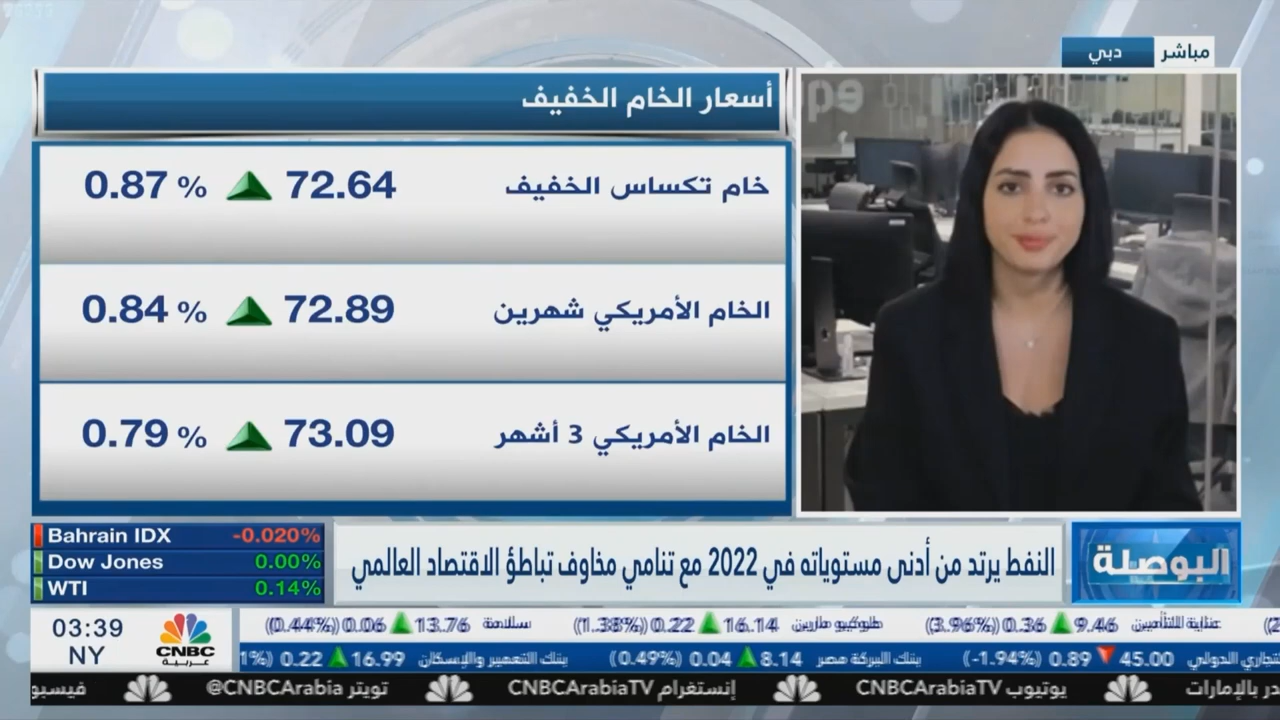 مباشر دبي
أسعار الخام الخفيف
خام تكساس الخفيف 72.64 0.87 %
الخام الأمريكي شهرين 72.89 0.84 %
الخام الأمريكي 3 أشهر 73.09 0.79 %
البوصلة
النفط يرتد من أدنى مستوياته في 2022 مع تنامي مخاوف تباطؤ الاقتصاد العالمي
Bahrain IDX -0.020%
Dow Jones 0.00%
WTI 0.14%
03:39
NY
CNBC
عربية
عناية للتأمين 9.46 0.36 (3.96%) طوكيو مارين 16.14 0.22 (1.38%) سلامة 13.76 0.06 (0.44%)
التجاري الدولي 45.00 0.89 (-1.94%) بنك البركة مصر 8.14 0.04 (0.49%) بنك التعمير والإسكان 16.99 0.22
بالإمارات يوتيوب CNBCArabiaTV إنستغرام CNBCArabiaTV تويتر @CNBCArabia